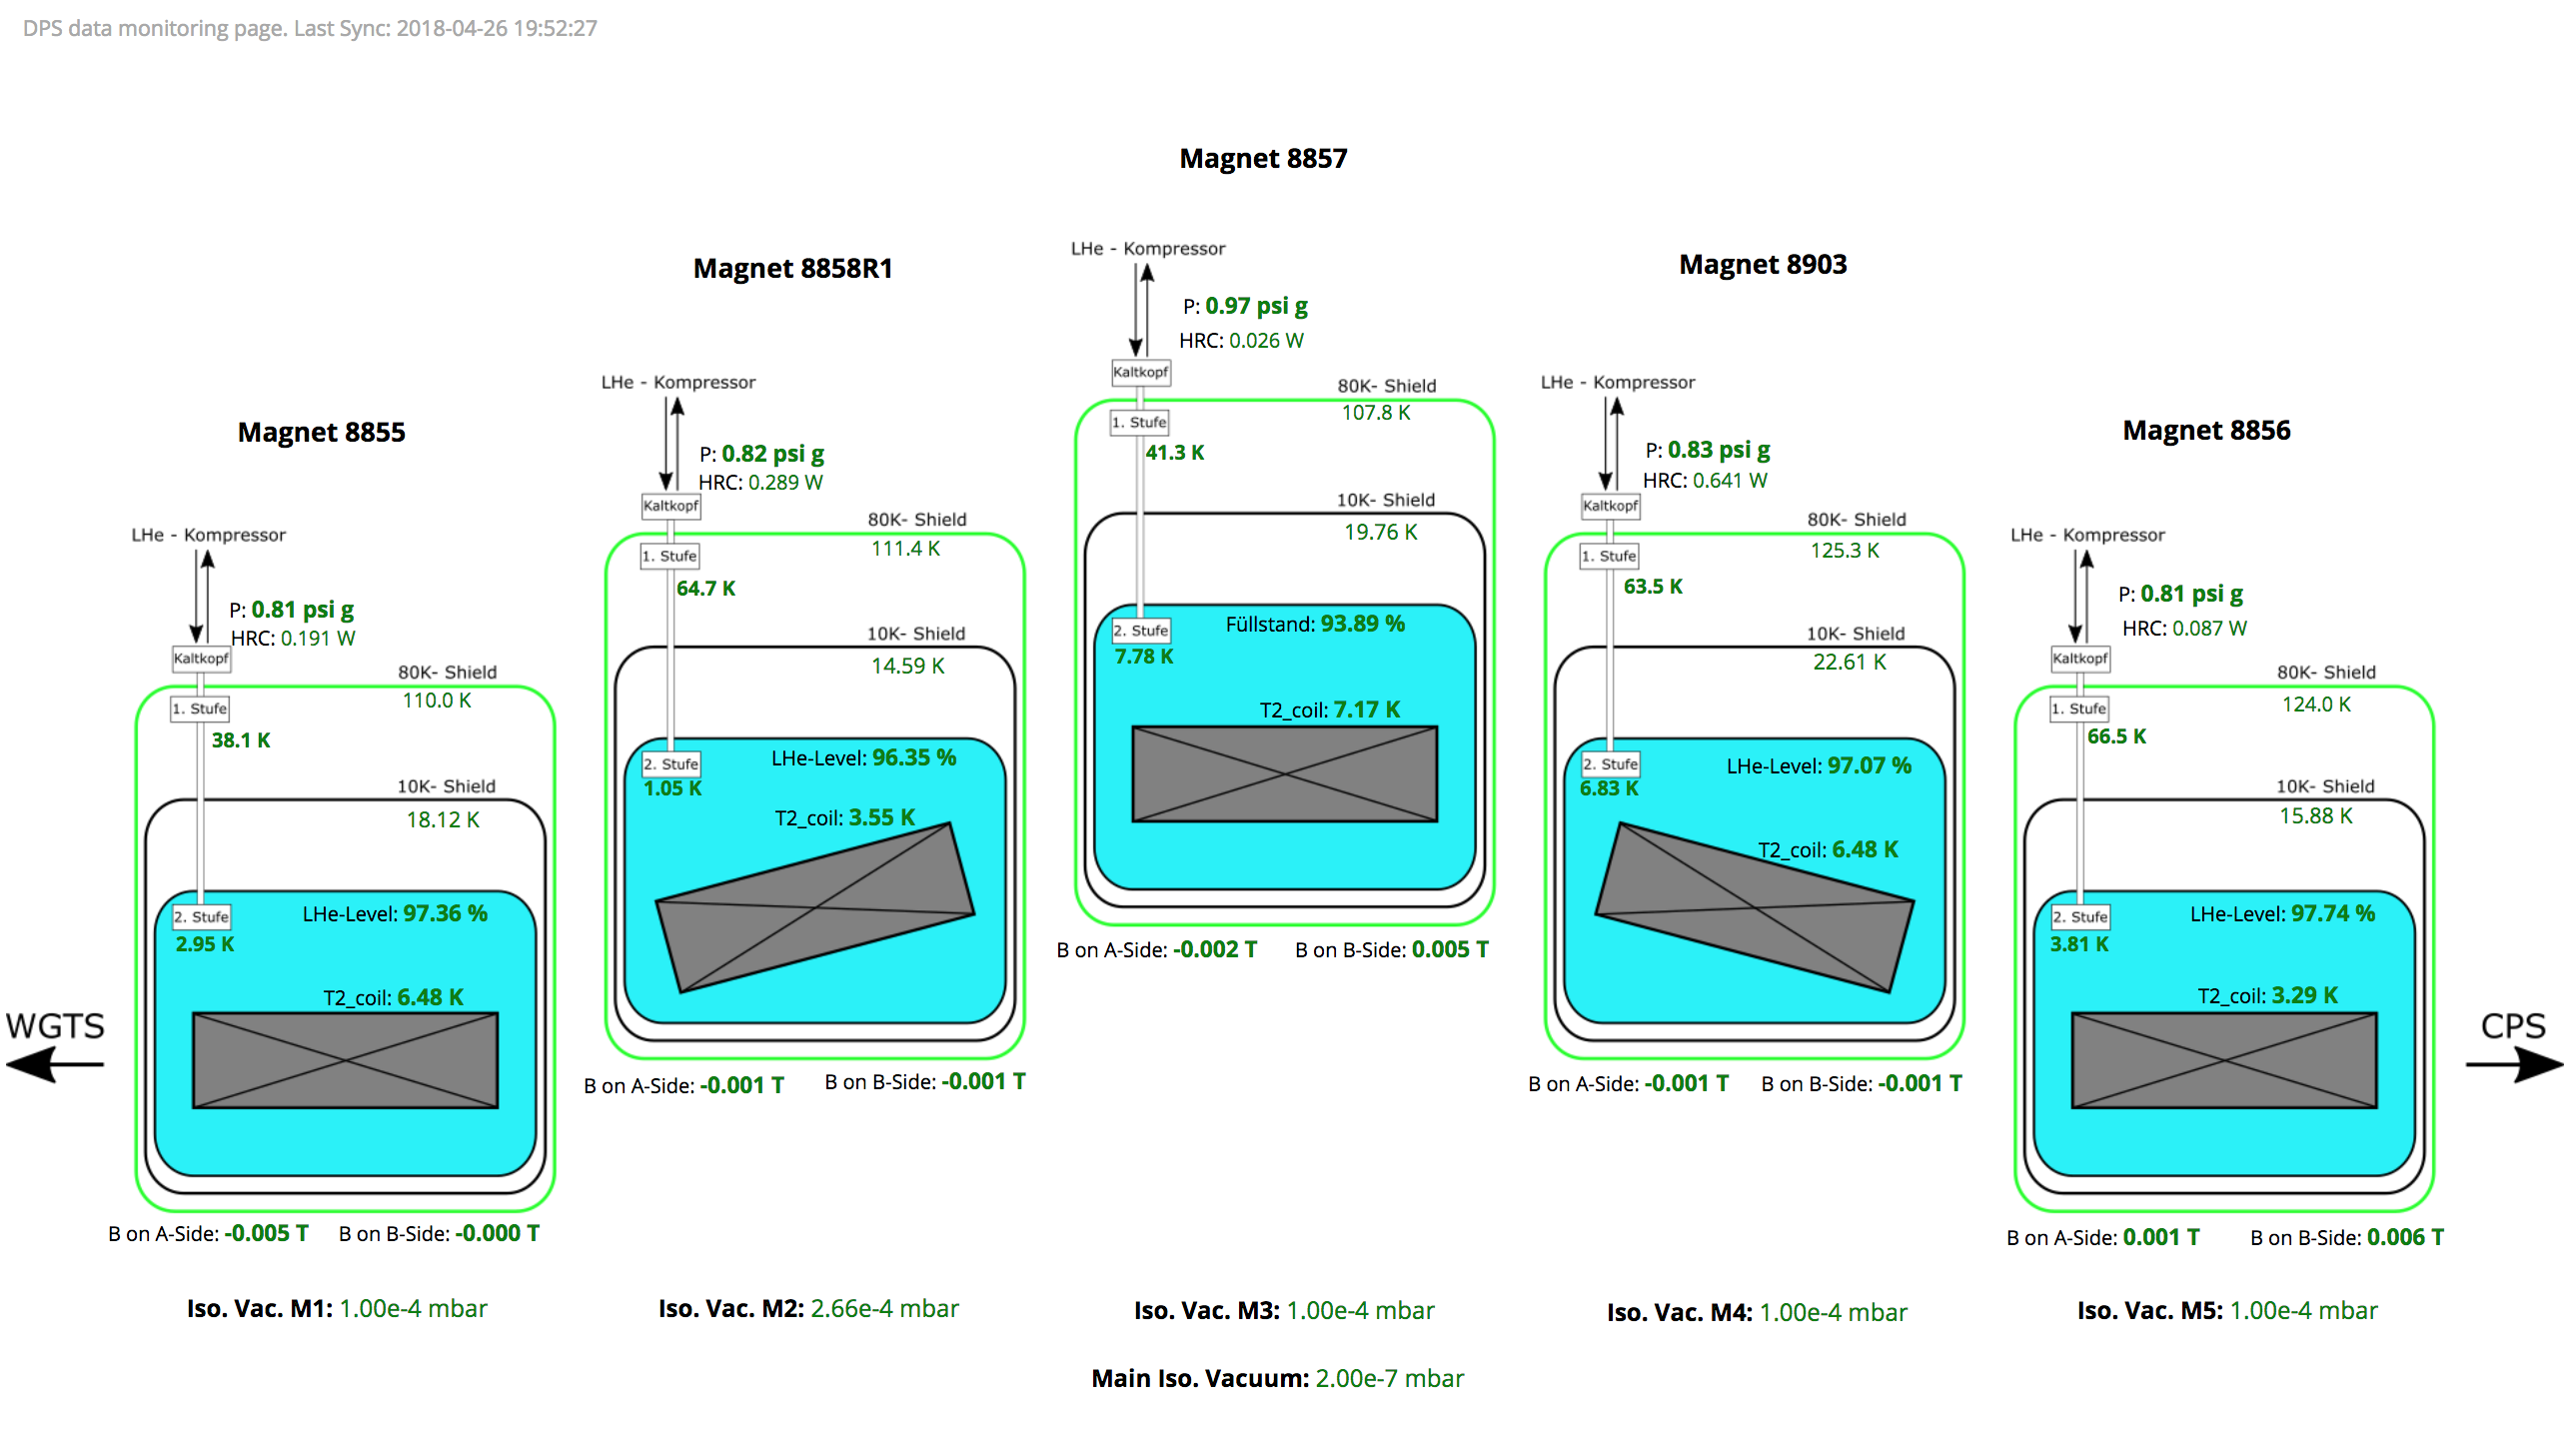 DPS data monitoring page. Last Sync: 2018-04-26 19:52:27
Magnet 8855
LHe - Kompressor
P: 0.81 psi g
HRC: 0.191 W
Kaltkopf
80K- Shield
110.0 K
1. Stufe
38.1 K
10K- Shield
18.12 K
2. Stufe
2.95 K
LHe-Level: 97.36 %
T2_coil: 6.48 K
WGTS
B on A-Side: -0.005 T
B on B-Side: -0.000 T
Iso. Vac. M1: 1.00e-4 mbar
Magnet 8858R1
LHe - Kompressor
P: 0.82 psi g
HRC: 0.289 W
Kaltkopf
80K- Shield
111.4 K
1. Stufe
64.7 K
10K- Shield
14.59 K
2. Stufe
1.05 K
LHe-Level: 96.35 %
T2_coil: 3.55 K
B on A-Side: -0.001 T
B on B-Side: -0.001 T
Iso. Vac. M2: 2.66e-4 mbar
Magnet 8857
LHe - Kompressor
P: 0.97 psi g
HRC: 0.026 W
Kaltkopf
80K- Shield
107.8 K
1. Stufe
41.3 K
10K- Shield
19.76 K
2. Stufe
7.78 K
Füllstand: 93.89 %
T2_coil: 7.17 K
B on A-Side: -0.002 T
B on B-Side: 0.005 T
Iso. Vac. M3: 1.00e-4 mbar
Main Iso. Vacuum: 2.00e-7 mbar
Magnet 8903
LHe - Kompressor
P: 0.83 psi g
HRC: 0.641 W
Kaltkopf
80K- Shield
125.3 K
1. Stufe
63.5 K
10K- Shield
22.61 K
2. Stufe
6.83 K
LHe-Level: 97.07 %
T2_coil: 6.48 K
B on A-Side: -0.001 T
B on B-Side: -0.001 T
Iso. Vac. M4: 1.00e-4 mbar
Magnet 8856
LHe - Kompressor
P: 0.81 psi g
HRC: 0.087 W
Kaltkopf
80K- Shield
124.0 K
1. Stufe
66.5 K
10K- Shield
15.88 K
2. Stufe
3.81 K
LHe-Level: 97.74 %
T2_coil: 3.29 K
CPS
B on A-Side: 0.001 T
B on B-Side: 0.006 T
Iso. Vac. M5: 1.00e-4 mbar